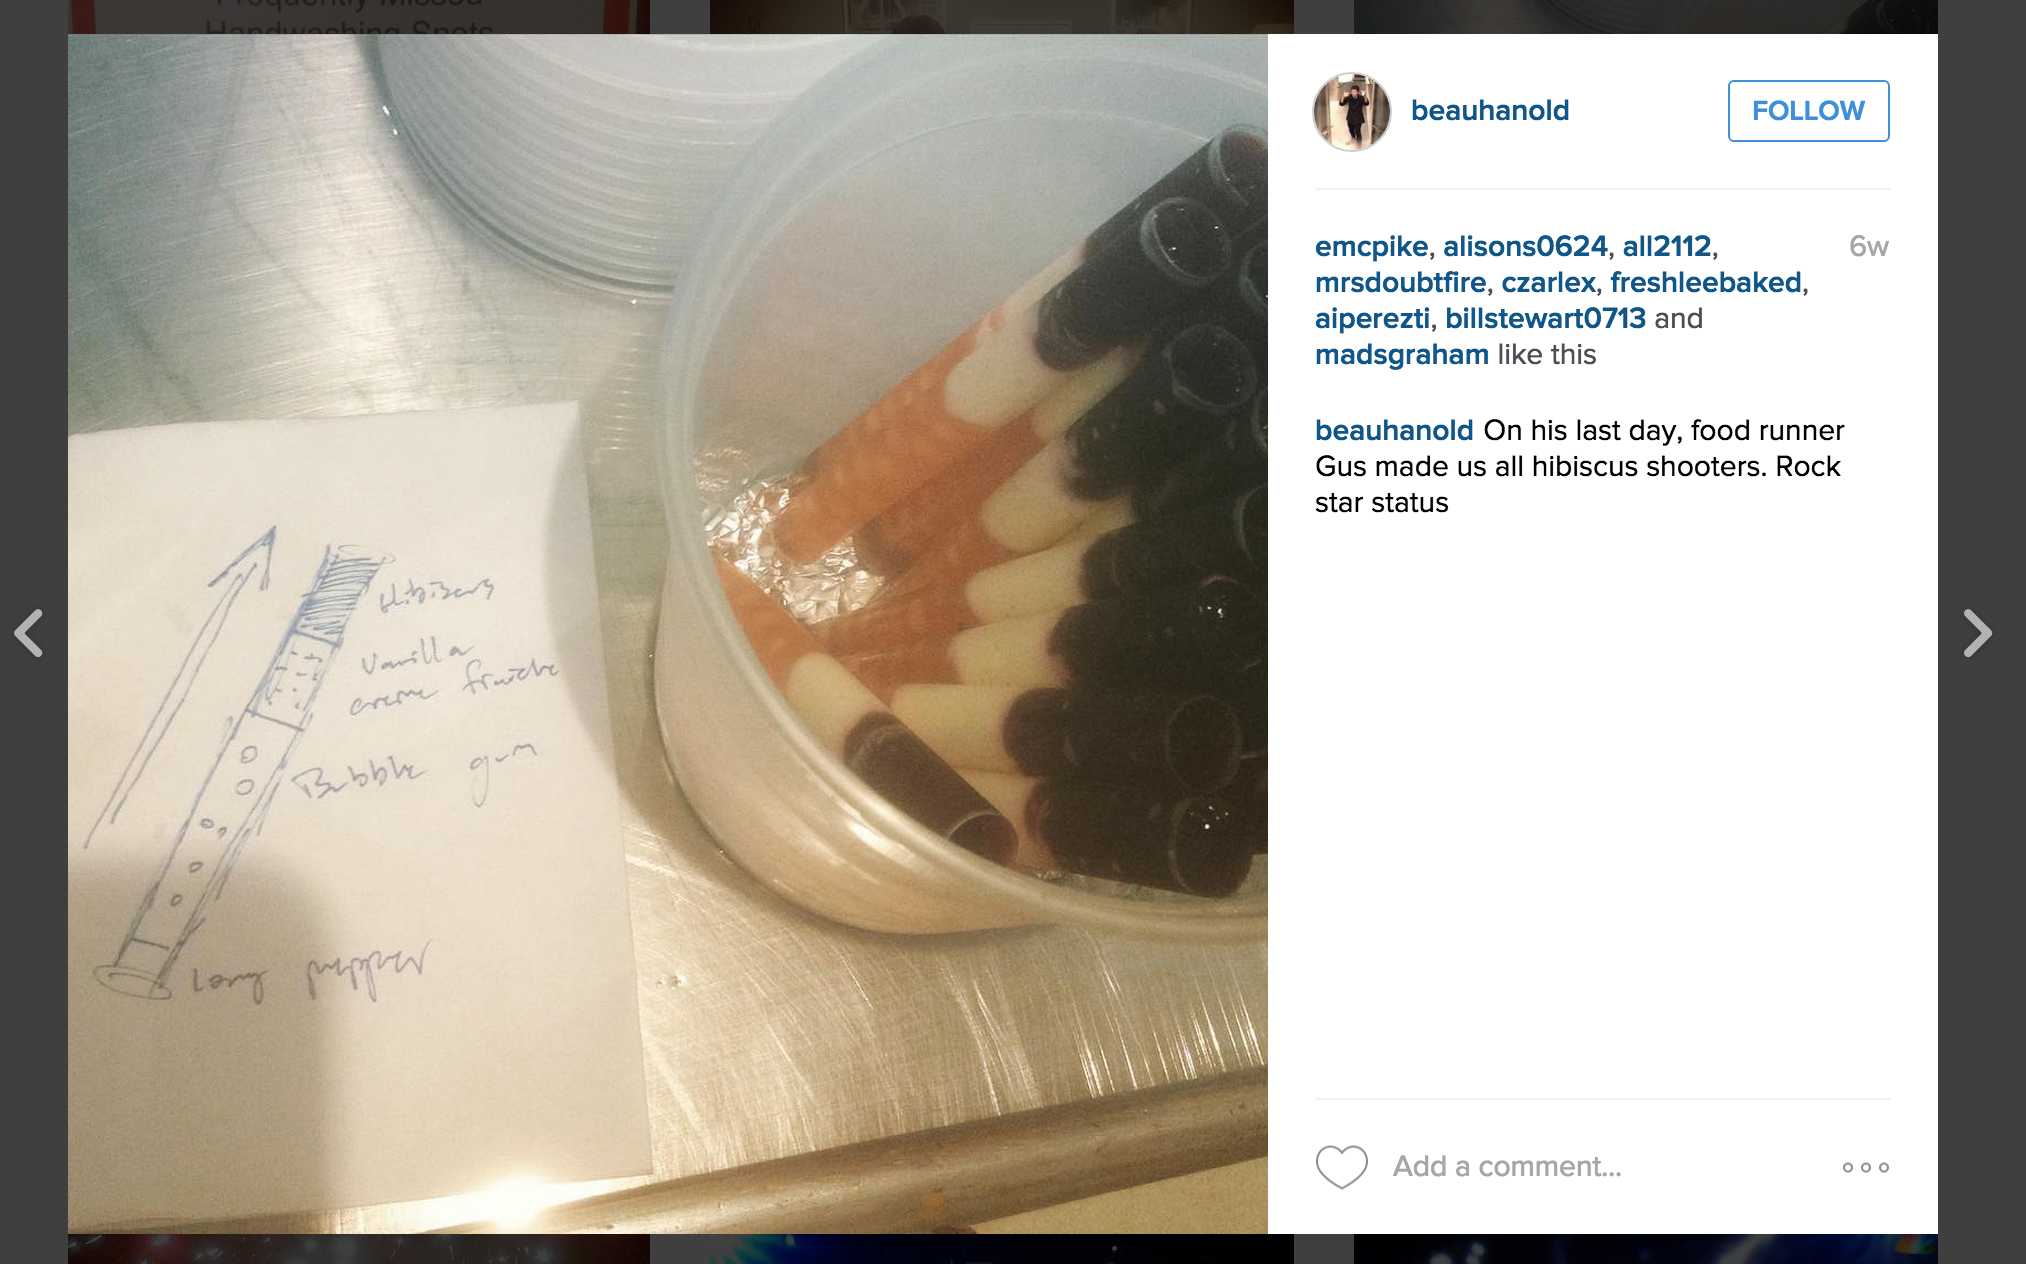 Frequently Missed
Handwashing Spots
Hibiscus
Vanilla
creme fraiche
Bubble gum
long pepper
beauhanold
FOLLOW
emcpike, alisons0624, all2112,
6w
mrsdoubtfire, czarlex, freshleebaked,
aiperezti, billstewart0713 and
madsgraham like this
beauhanold On his last day, food runner
Gus made us all hibiscus shooters. Rock
star status
Add a comment...